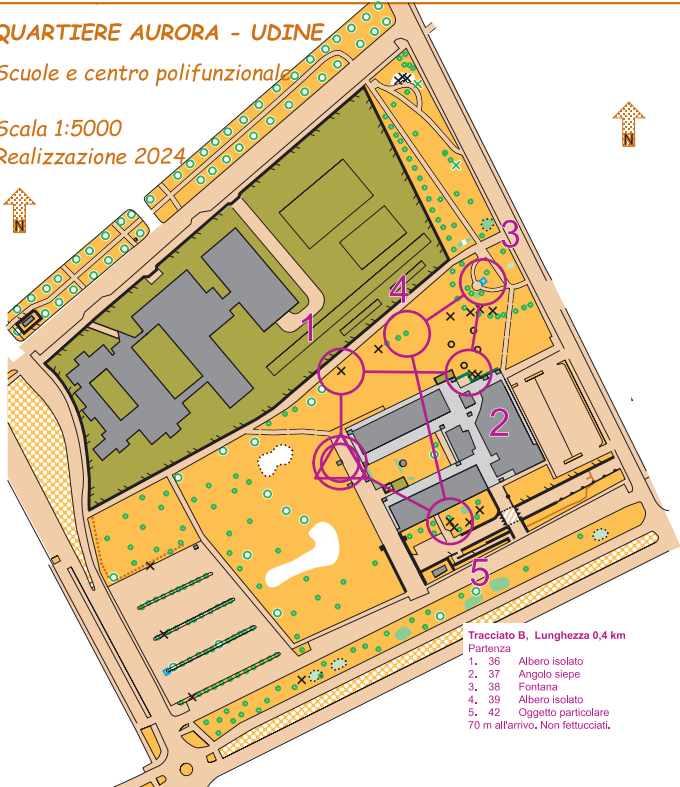 QUARTIERE AURORA - UDINE
Scuole e centro polifunzionale
Scala 1:5000
Realizzazione 2024
N
N
3
4
1
2
5
Tracciato B, Lunghezza 0,4 km
Partenza
1. 36 Albero isolato
2. 37 Angolo siepe
3. 38 Fontana
4. 39 Albero isolato
5. 42 Oggetto particolare
70 m all'arrivo. Non fettucciati.